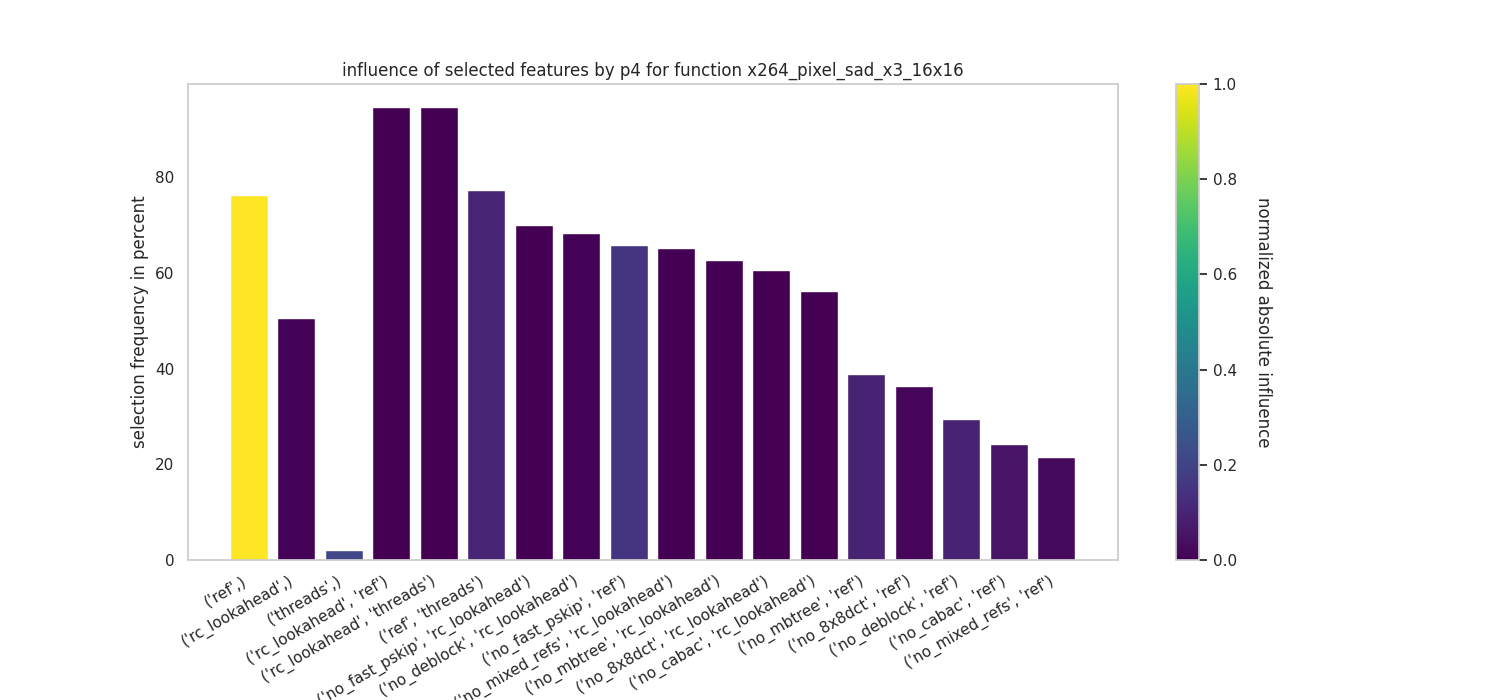 influence of selected features by p4 for function x264_pixel_sad_x3_16x16
selection frequency in percent
80
60
40
20
0
('ref',)
('rc_lookahead',)
('threads',)
('rc_lookahead', 'ref')
('rc_lookahead', 'threads')
('ref', 'threads')
('no_fast_pskip', 'rc_lookahead')
('no_deblock', 'rc_lookahead')
('no_fast_pskip', 'ref')
('no_mixed_refs', 'rc_lookahead')
('no_mbtree', 'rc_lookahead')
('no_8x8dct', 'rc_lookahead')
('no_cabac', 'rc_lookahead')
('no_mbtree', 'ref')
('no_8x8dct', 'ref')
('no_deblock', 'ref')
('no_cabac', 'ref')
('no_mixed_refs', 'ref')
1.0
0.8
0.6
0.4
0.2
0.0
normalized absolute influence